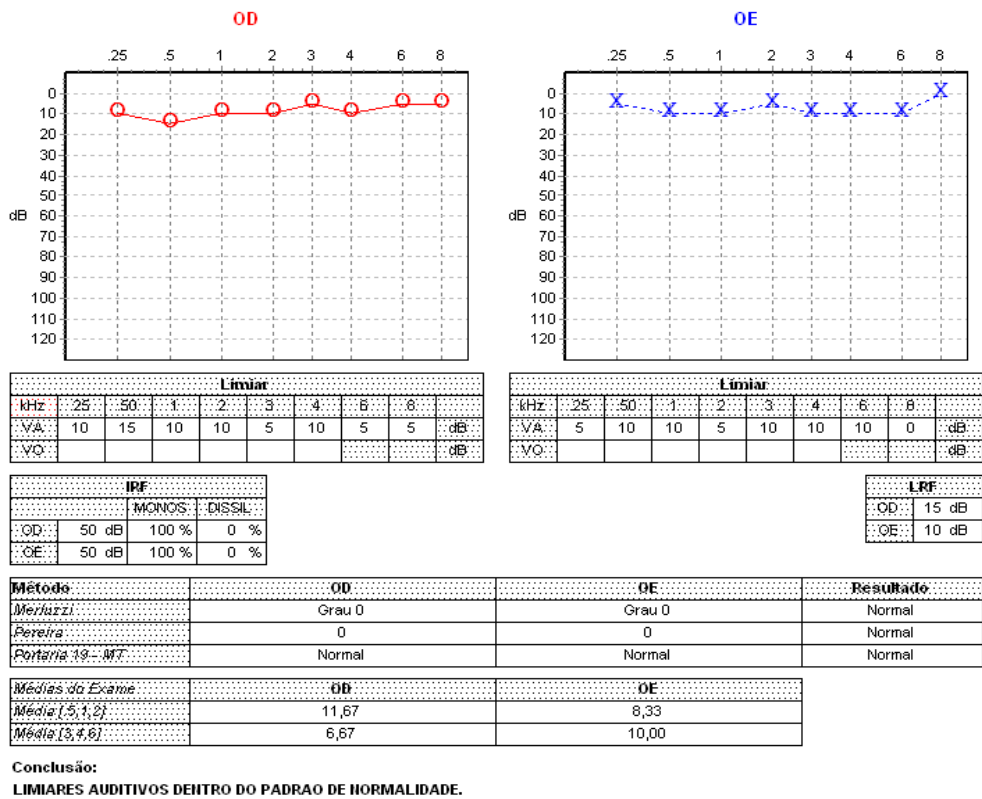 OD OE
.25 .5 1 2 3 4 6 8 .25 .5 1 2 3 4 6 8
0 0
10 10
20 20
30 30
40 40
50 50
dB 60 dB 60
70 70
80 80
90 90
100 100
110 110
120 120
Limiar Limiar
kHz .25 .50 1 2 3 4 6 8 kHz .25 .50 1 2 3 4 6 8
VA 10 15 10 10 5 10 5 5 dB VA 5 10 10 5 10 10 10 0 dB
VO dB VO dB
IRF LRF
MONOS DISSIL OD 15 dB
OD 50 dB 100 % 0 % OE 10 dB
OE 50 dB 100 % 0 %
Método OD OE Resultado
Merluzzi Grau 0 Grau 0 Normal
Pereira 0 0 Normal
Portaria 19 - MT Normal Normal Normal
Médias do Exame OD OE
Média [.5,1,2] 11,67 8,33
Média [3,4,6] 6,67 10,00
Conclusão:
LIMIARES AUDITIVOS DENTRO DO PADRAO DE NORMALIDADE.